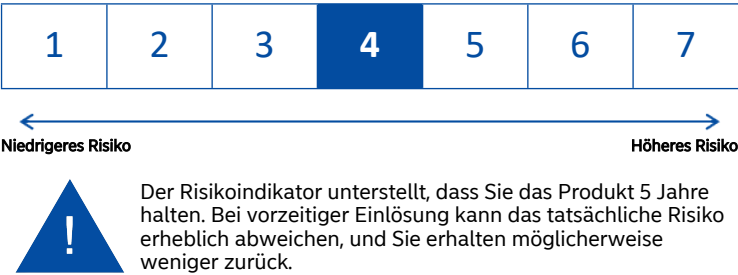 1 2 3 4 5 6 7
Niedrigeres Risiko Höheres Risiko
Der Risikoindikator unterstellt, dass Sie das Produkt 5 Jahre
halten. Bei vorzeitiger Einlösung kann das tatsächliche Risiko
erheblich abweichen, und Sie erhalten möglicherweise
weniger zurück.
!